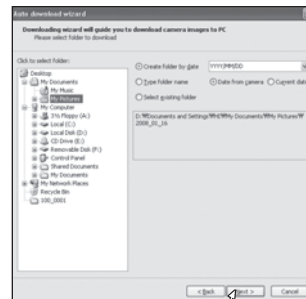 Auto download wizard
Downloading wizard will guide you to download camera images to PC
Please select folder to download
Click to select folder:
Desktop
My Documents
My Music
My Pictures
My Computer
3½ Floppy (A:)
Local (C:)
Local Disk (D:)
CD Drive (E:)
Removable Disk (F:)
Control Panel
Shared Documents
My Documents
My Network Places
Recycle Bin
100_0001
Create folder by date
YYYY/MM/DD
Type folder name
Date from camera
Current dat
Select existing folder
D:₩Documents and Settings₩HI₩My Documents₩My Pictures₩
2008_01_16
< Back
Next >
Cancel